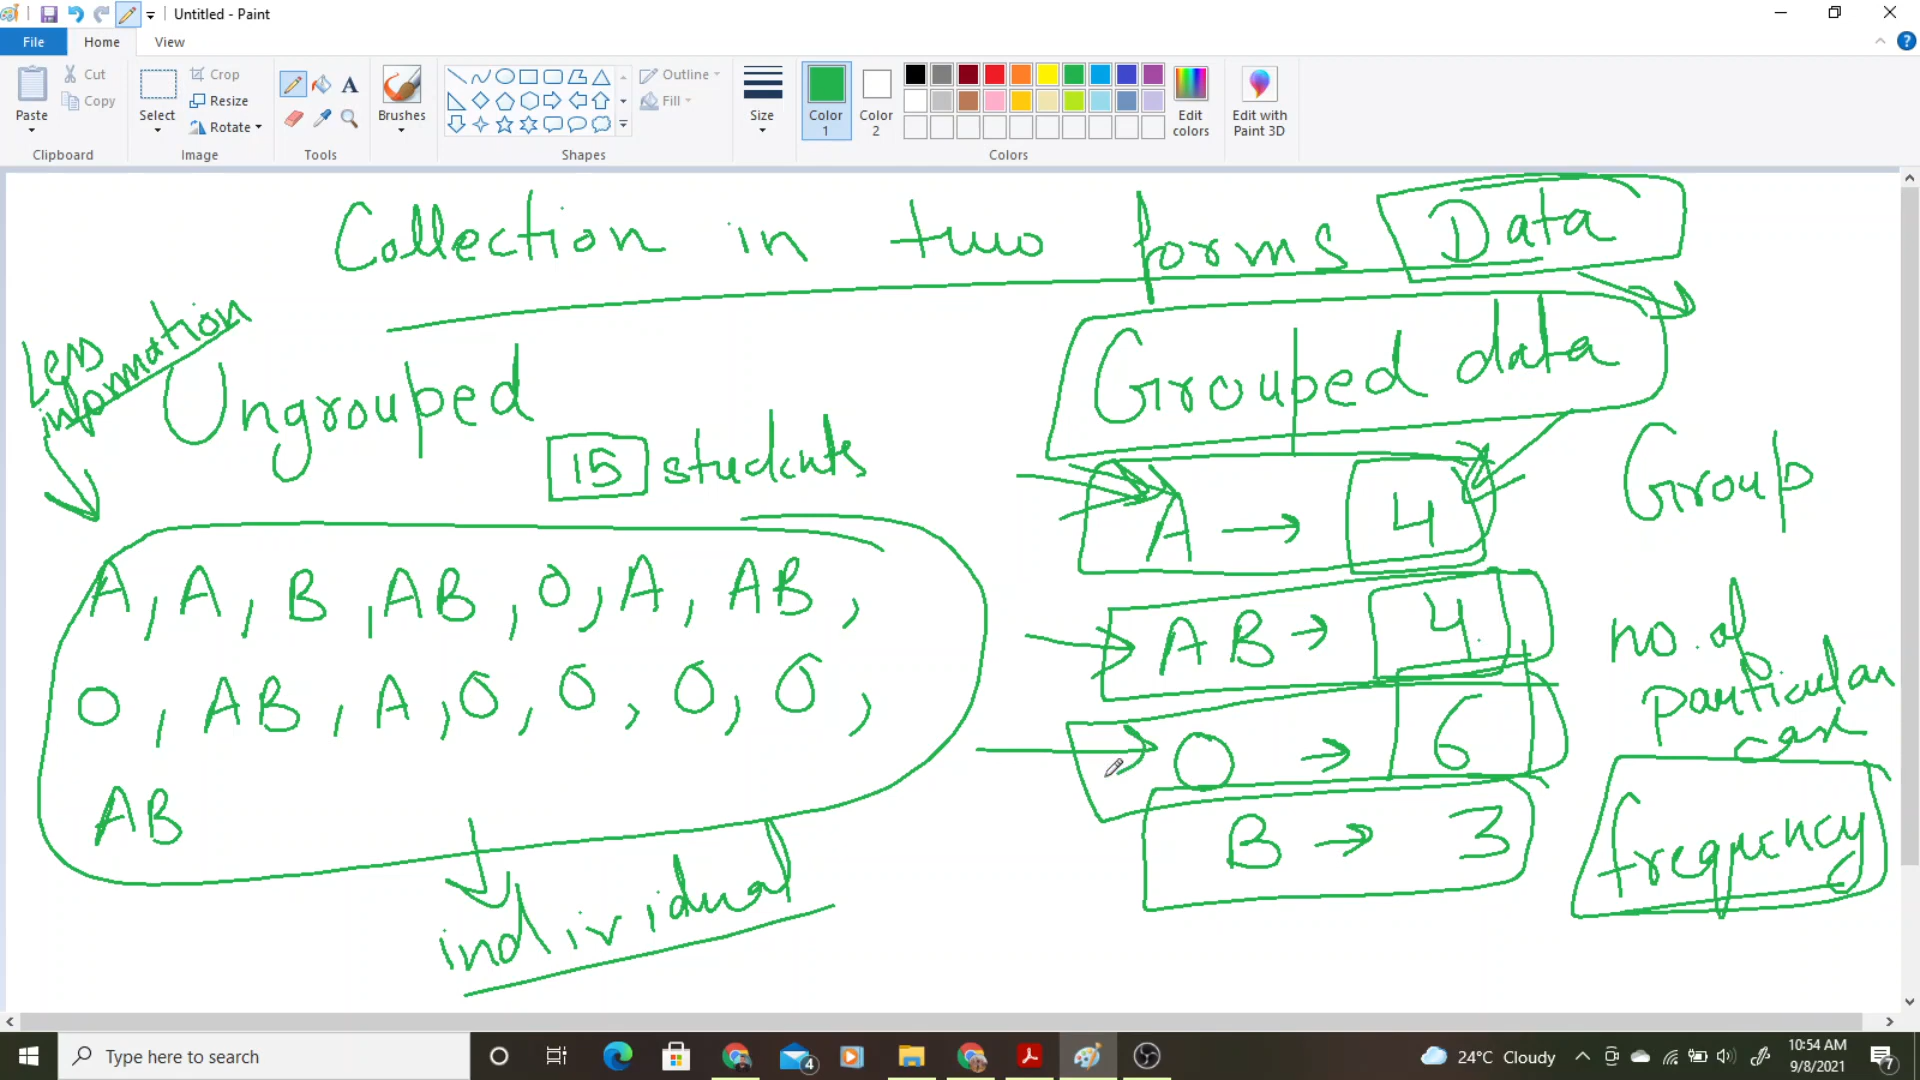 Untitled - Paint
File Home View
Paste
Cut
Copy
Clipboard
Select
Crop
Resize
Rotate
Image
Tools
Brushes
Shapes
Outline
Fill
Size
Color 1
Color 2
Colors
Edit colors
Edit with Paint 3D
Collection in two forms Data
Less information
Ungrouped
15 students
A, A, B, AB, O, A, AB,
O, AB, A, O, O, O, O,
AB
individual
Grouped data
Group
A → 4
AB → 4
O → 6
B → 3
no. of
particular
case
frequency
Type here to search
4
24°C Cloudy
10:54 AM
9/8/2021
7